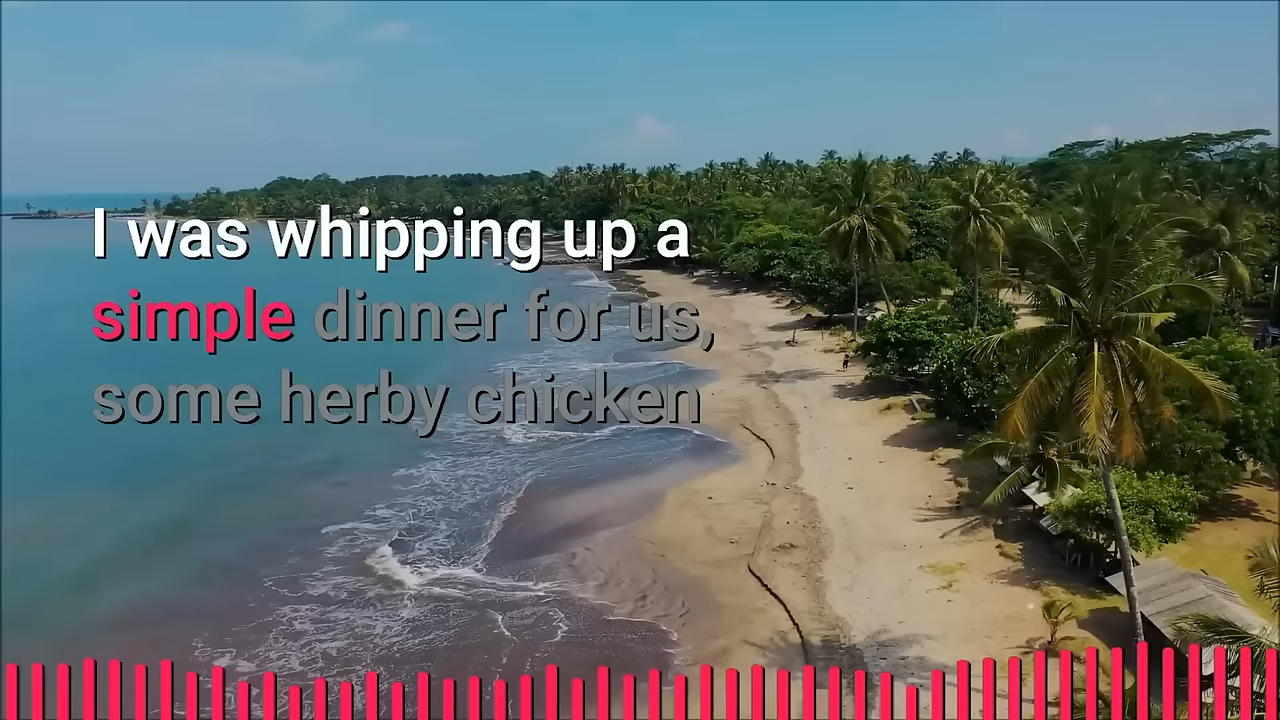 I was whipping up a
simple dinner for us,
some herby chicken